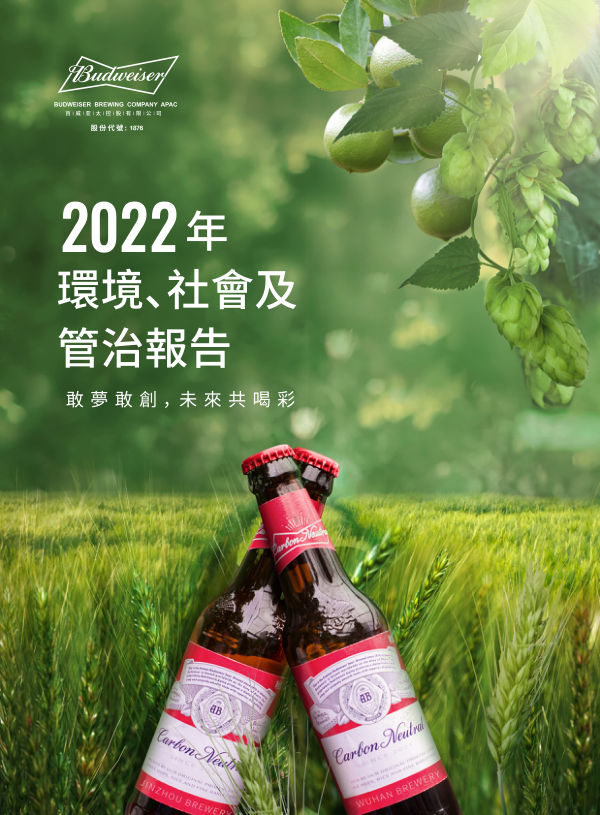 Budweiser
BUDWEISER BREWING COMPANY APAC
百威亞太控股有限公司
股份代號: 1876
2022年
環境、社會及
管治報告
敢夢敢創, 未來共喝彩
Carbon Neutral
Carbon Neutral
Carbon Neutral
JINZHOU BREWERY
WUHAN BREWERY